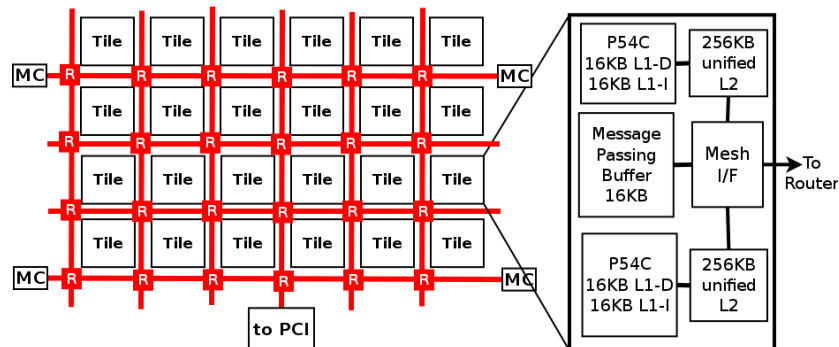 Tile Tile Tile Tile Tile Tile
MC R R R R R R MC
Tile Tile Tile Tile Tile Tile
R R R R R R
Tile Tile Tile Tile Tile Tile
R R R R R R
Tile Tile Tile Tile Tile Tile
MC R R R R R R MC
to PCI
P54C
16KB L1-D
16KB L1-I
256KB
unified
L2
Message
Passing
Buffer
16KB
Mesh
I/F
To
Router
P54C
16KB L1-D
16KB L1-I
256KB
unified
L2